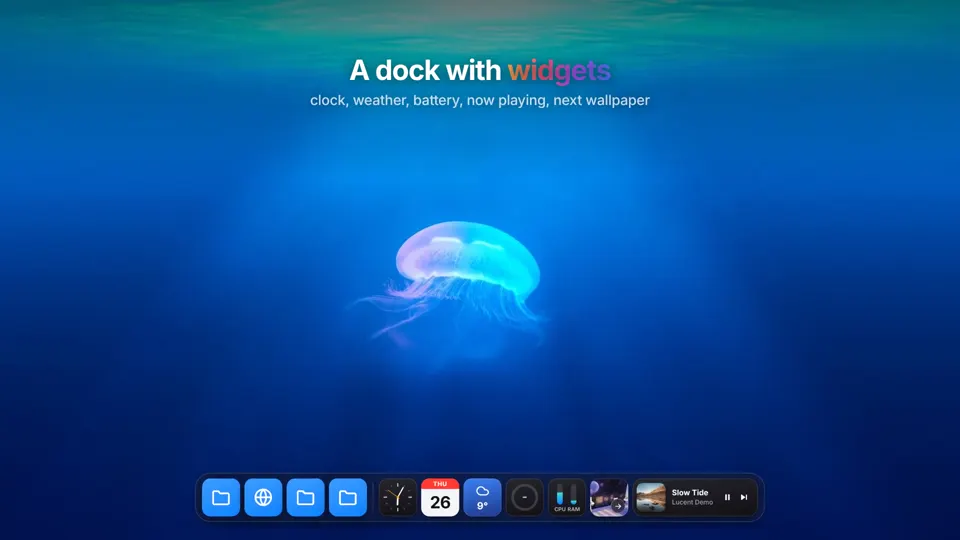 A dock with widgets
clock, weather, battery, now playing, next wallpaper
THU
26
9°
-
CPU RAM
Slow Tide
Lucent Demo